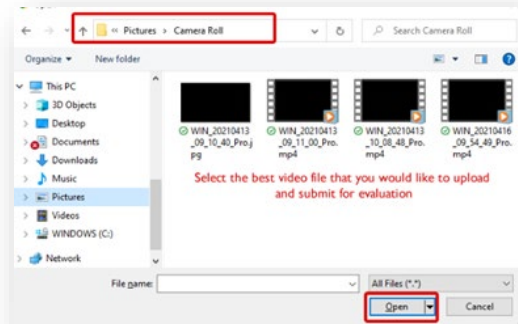 Pictures > Camera Roll
Search Camera Roll
Organize
New folder
This PC
3D Objects
Desktop
Documents
Downloads
Music
Pictures
Videos
WINDOWS (C:)
Network
WIN_20210413
_09_10_40_Pro.j
pg
WIN_20210413
_09_11_00_Pro.
mp4
WIN_20210413
_10_08_48_Pro.
mp4
WIN_20210416
_09_54_49_Pro.
mp4
Select the best video file that you would like to upload
and submit for evaluation
File name:
All Files (*.*)
Open
Cancel